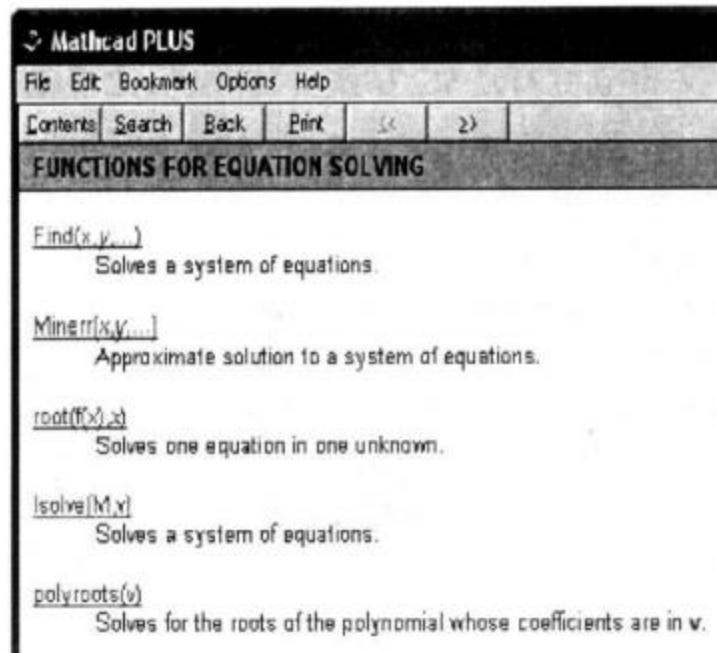 Mathcad PLUS
File Edit Bookmark Options Help
Contents Search Back Print << >>
FUNCTIONS FOR EQUATION SOLVING
Find(x,y,...)
Solves a system of equations.
Minerr(x,y,...)
Approximate solution to a system of equations.
root(f(x),x)
Solves one equation in one unknown.
lsolve(M,v)
Solves a system of equations.
polyroots(v)
Solves for the roots of the polynomial whose coefficients are in v.